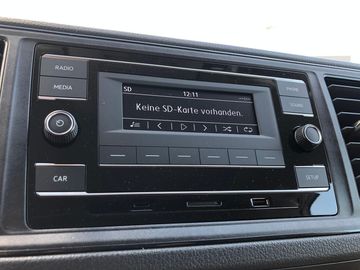 RADIO
MEDIA
SD
12:11
PHONE
SOUND
Keine SD-Karte vorhanden.
CAR
SETUP